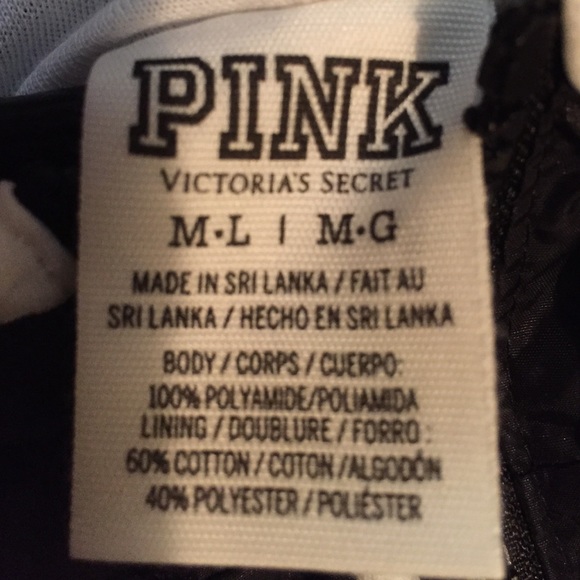 PINK
VICTORIA'S SECRET
M•L | M•G
MADE IN SRI LANKA / FAIT AU
SRI LANKA / HECHO EN SRI LANKA
BODY / CORPS / CUERPO:
100% POLYAMIDE/POLIAMIDA
LINING / DOUBLURE / FORRO :
60% COTTON / COTON /ALGODÓN
40% POLYESTER / POLIÉSTER